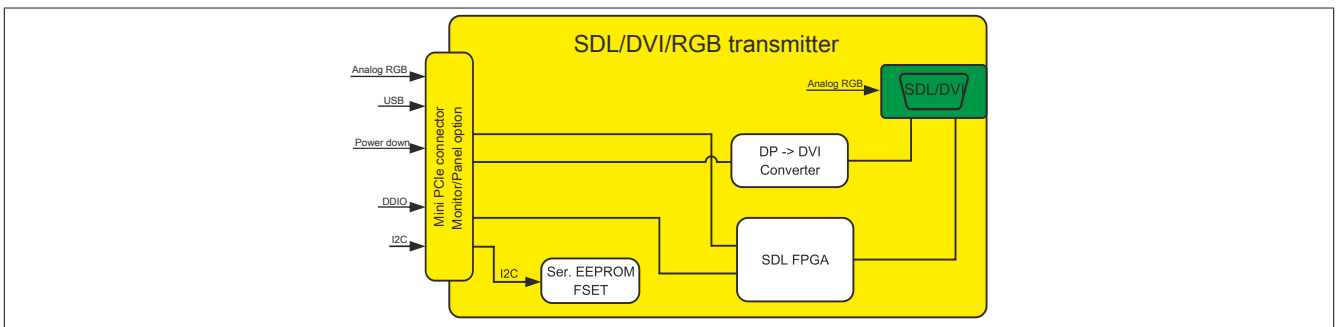 SDL/DVI/RGB transmitter
Analog RGB
USB
Power down
DDIO
I2C
Mini PCIe connector
Monitor/Panel option
Analog RGB
SDL/DVI
DP -> DVI
Converter
SDL FPGA
I2C
Ser. EEPROM
FSET